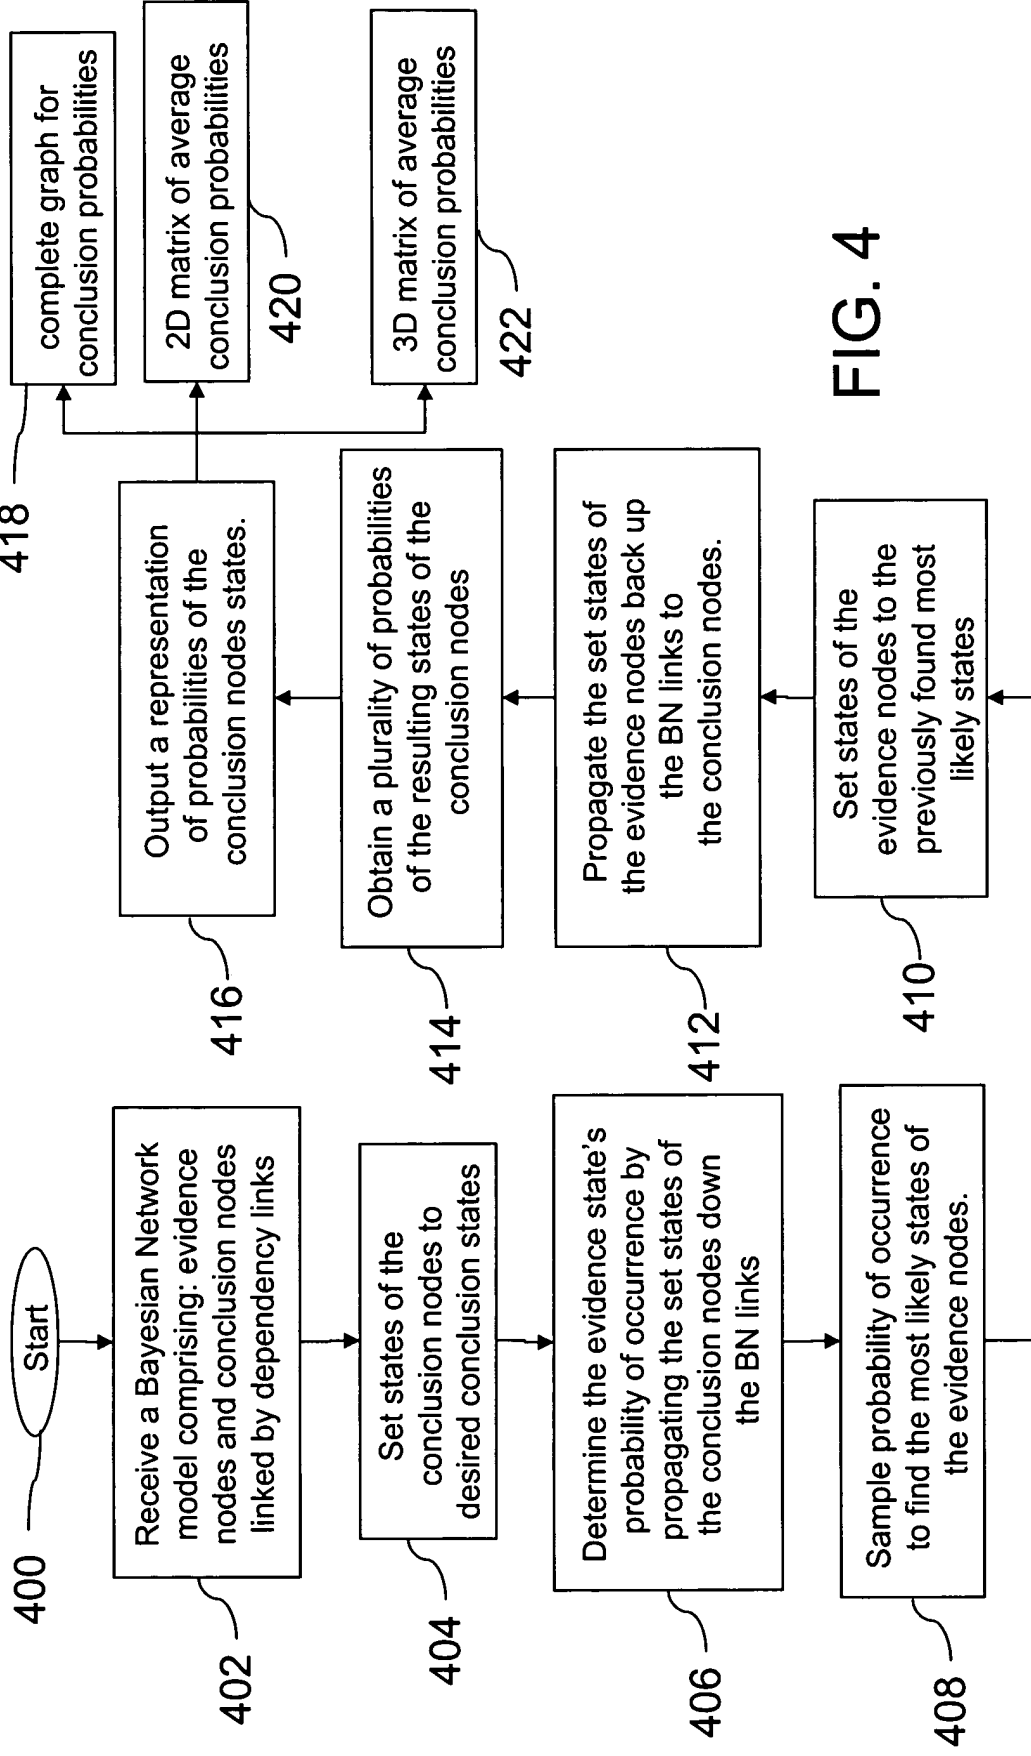 400
Start
402
Receive a Bayesian Network
model comprising: evidence
nodes and conclusion nodes
linked by dependency links
404
Set states of the
conclusion nodes to
desired conclusion states
406
Determine the evidence state's
probability of occurrence by
propagating the set states of
the conclusion nodes down
the BN links
408
Sample probability of occurrence
to find the most likely states of
the evidence nodes.
410
Set states of the
evidence nodes to the
previously found most
likely states
412
Propagate the set states of
the evidence nodes back up
the BN links to
the conclusion nodes.
414
Obtain a plurality of probabilities
of the resulting states of the
conclusion nodes
416
Output a representation
of probabilities of the
conclusion nodes states.
418
complete graph for
conclusion probabilities
2D matrix of average
conclusion probabilities
420
3D matrix of average
conclusion probabilities
422
FIG. 4